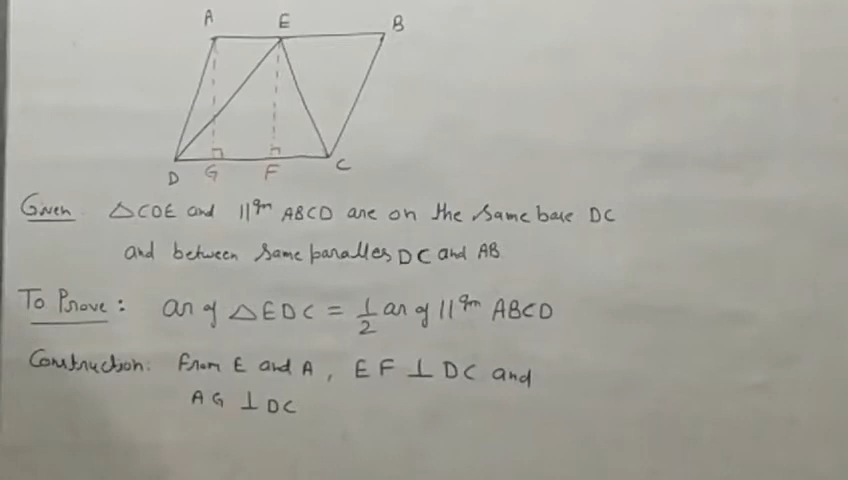 A E B
D G F C
Given. △CDE and ||gm ABCD are on the same base DC
and between same paralles DC and AB
To Prove: ar of △EDC = 1/2 ar of ||gm ABCD
Construction: From E and A, EF ⊥ DC and
AG ⊥ DC